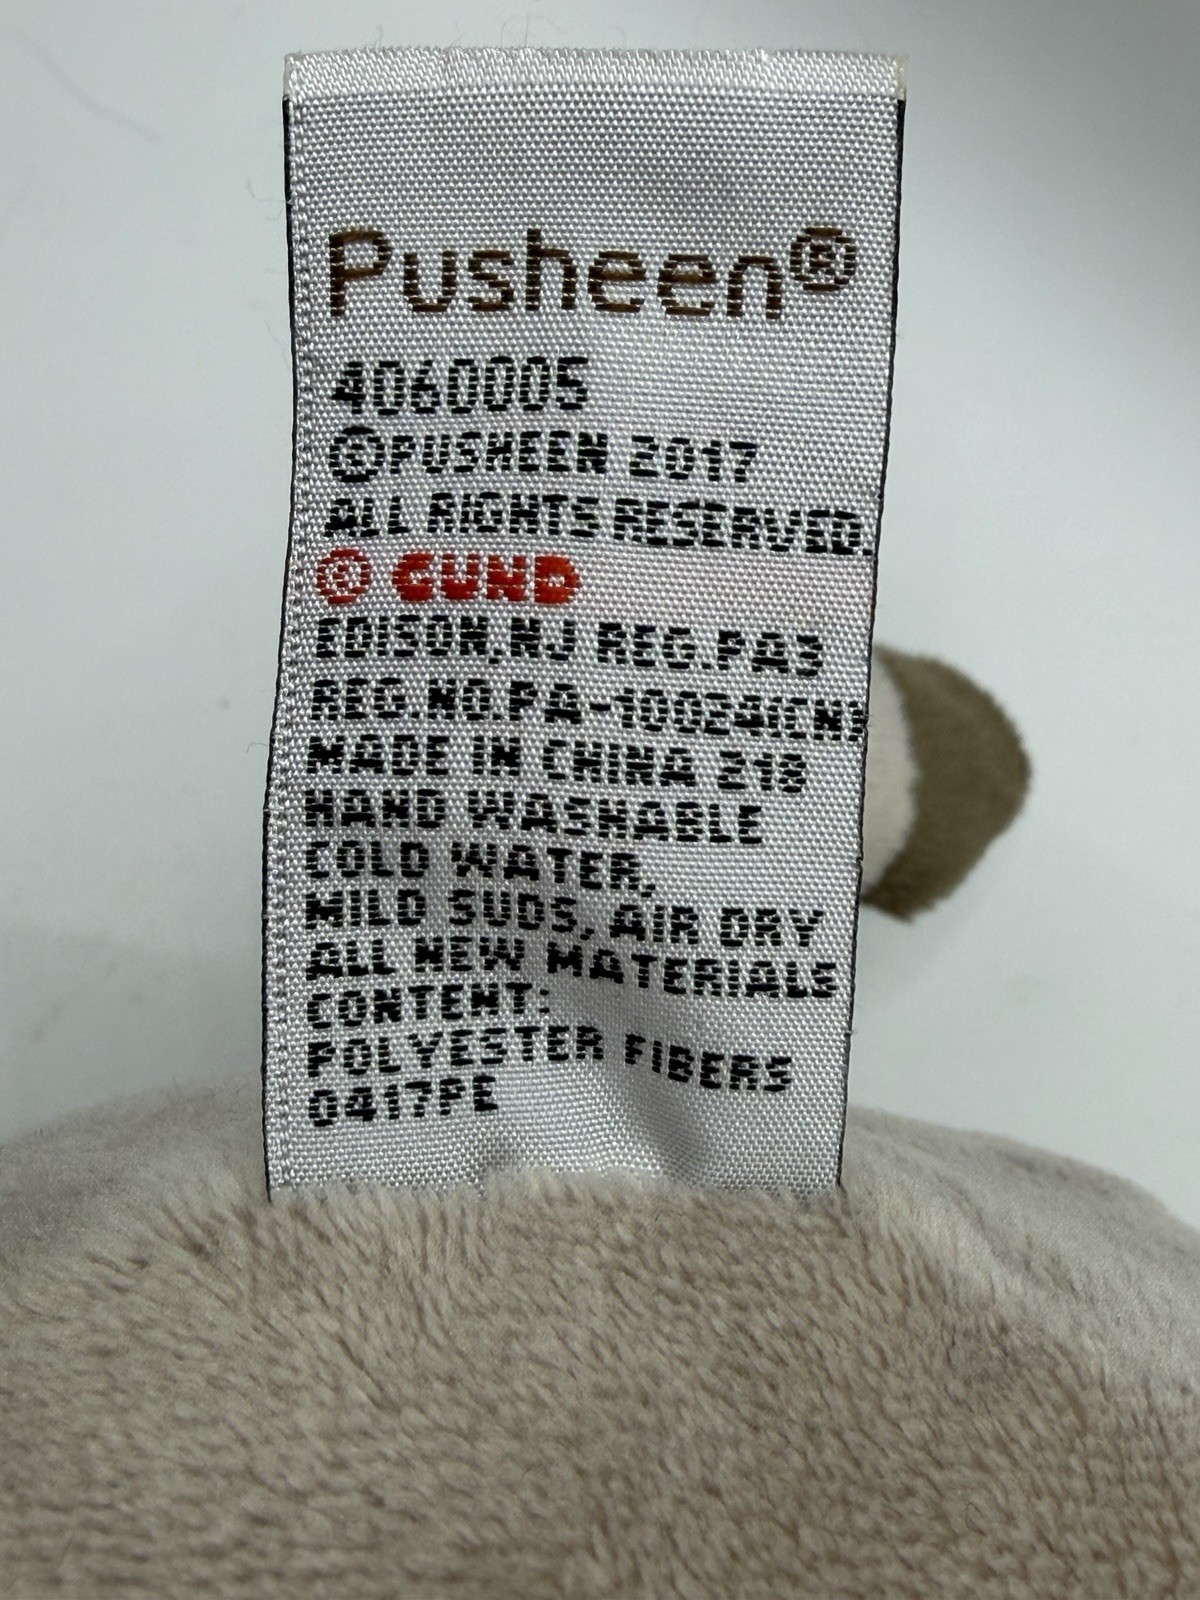 Pusheen®
4060005
©PUSHEEN 2017
ALL RIGHTS RESERVED.
® GUND
EDISON,NJ REG.PA3
REG.NO.PA-10024(CN)
MADE IN CHINA 218
HAND WASHABLE
COLD WATER,
MILD SUDS, AIR DRY
ALL NEW MATERIALS
CONTENT:
POLYESTER FIBERS
0417PE